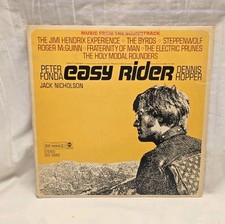 MUSIC FROM THE SOUNDTRACK
THE JIMI HENDRIX EXPERIENCE · THE BYRDS · STEPPENWOLF
ROGER McGUINN · FRATERNITY OF MAN · THE ELECTRIC PRUNES
THE HOLY MODAL ROUNDERS
PETER FONDA
easy rider
DENNIS HOPPER
JACK NICHOLSON
STEREO